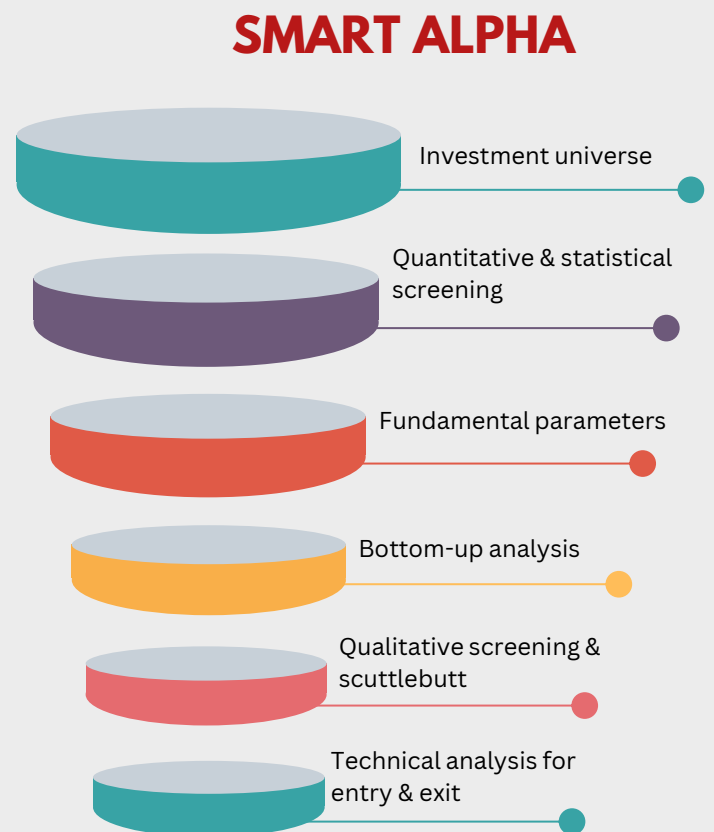 SMART ALPHA
Investment universe
Quantitative & statistical
screening
Fundamental parameters
Bottom-up analysis
Qualitative screening &
scuttlebutt
Technical analysis for
entry & exit